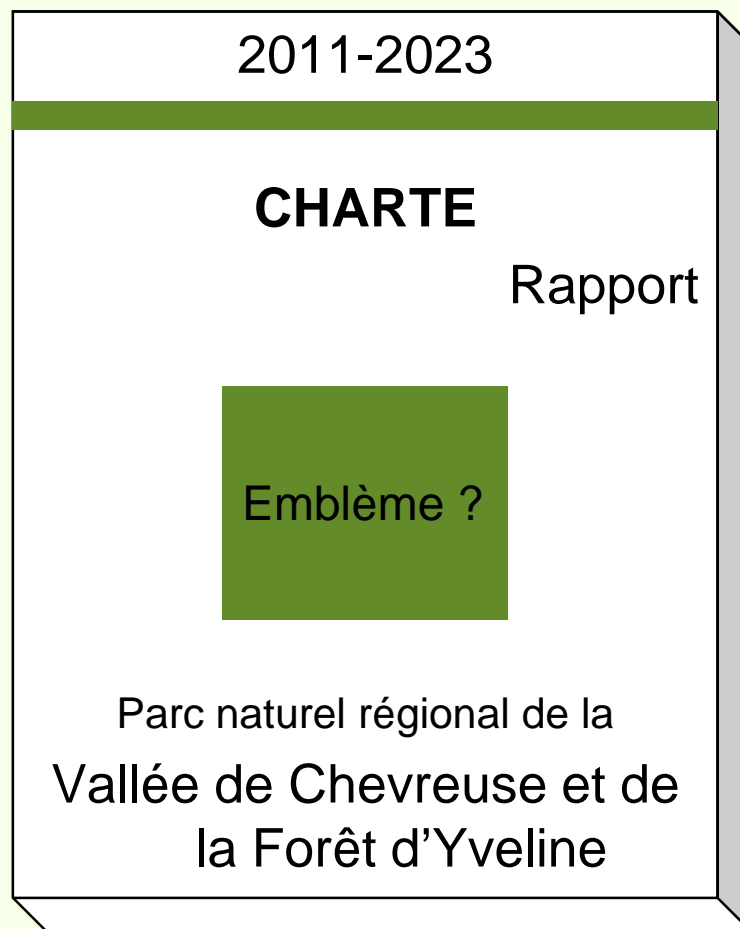 2011-2023
CHARTE
Rapport
Emblème ?
Parc naturel régional de la
Vallée de Chevreuse et de
la Forêt d’Yveline